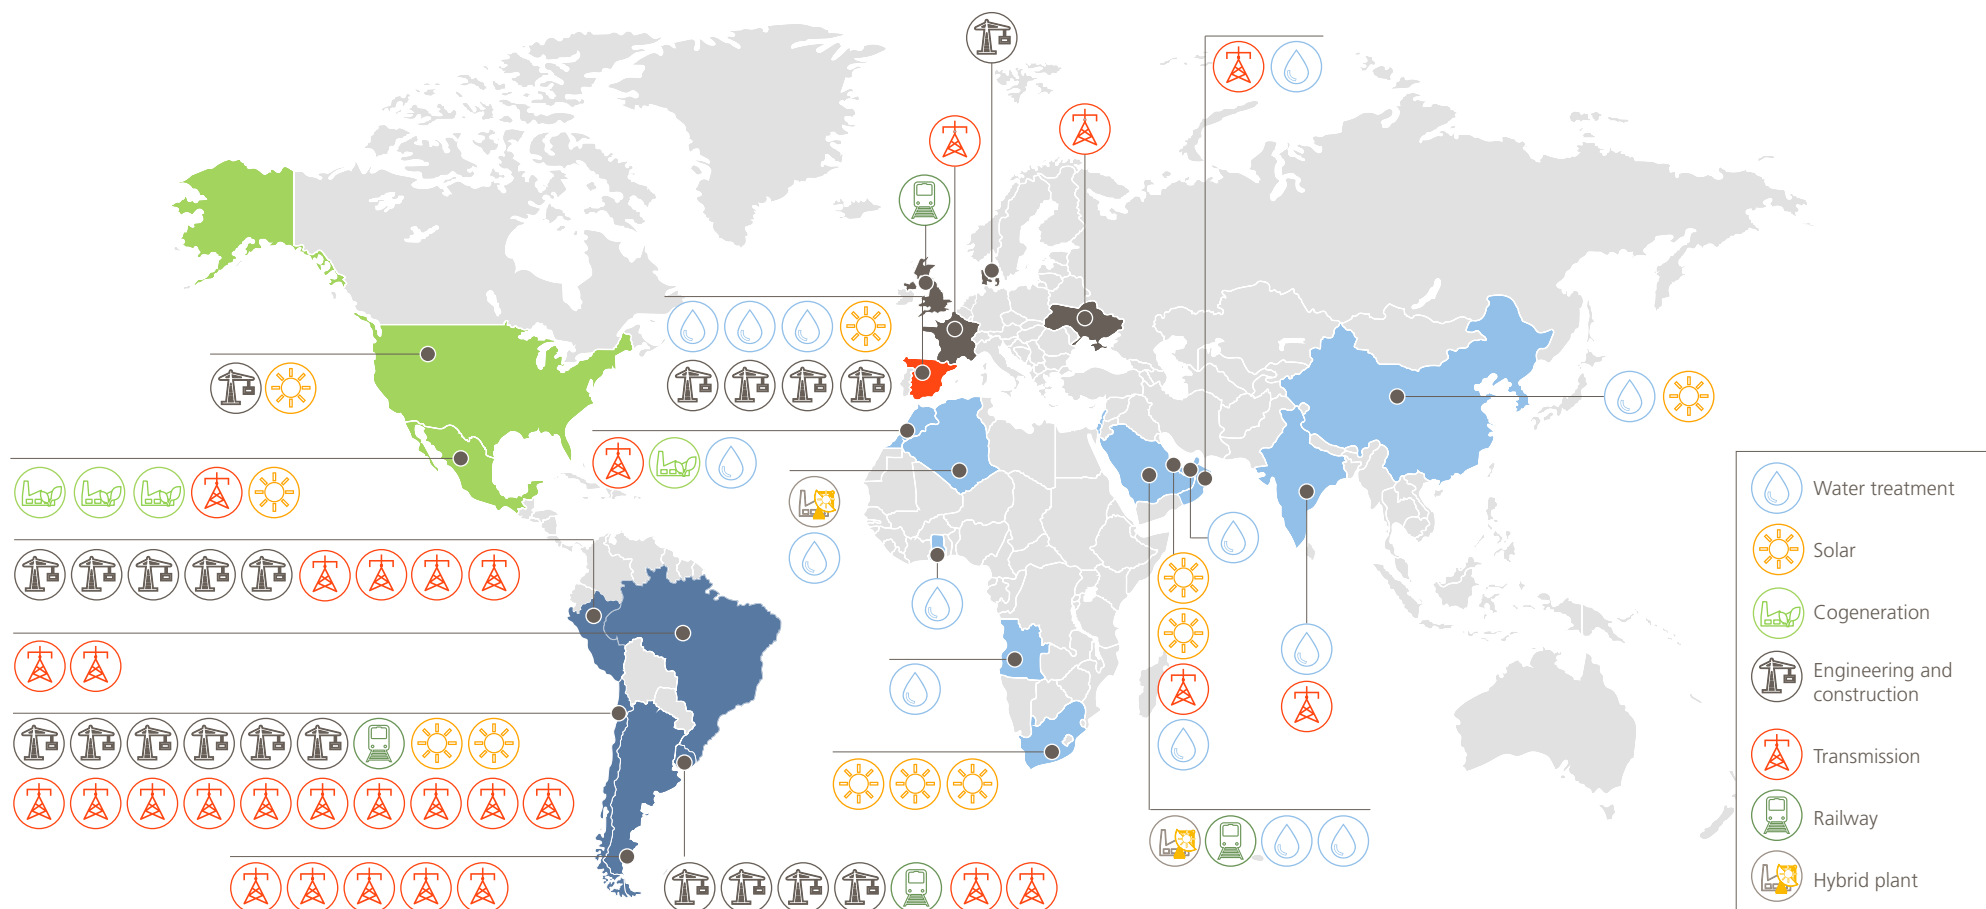 Water treatment
Solar
Cogeneration
Engineering and
construction
Transmission
Railway
Hybrid plant